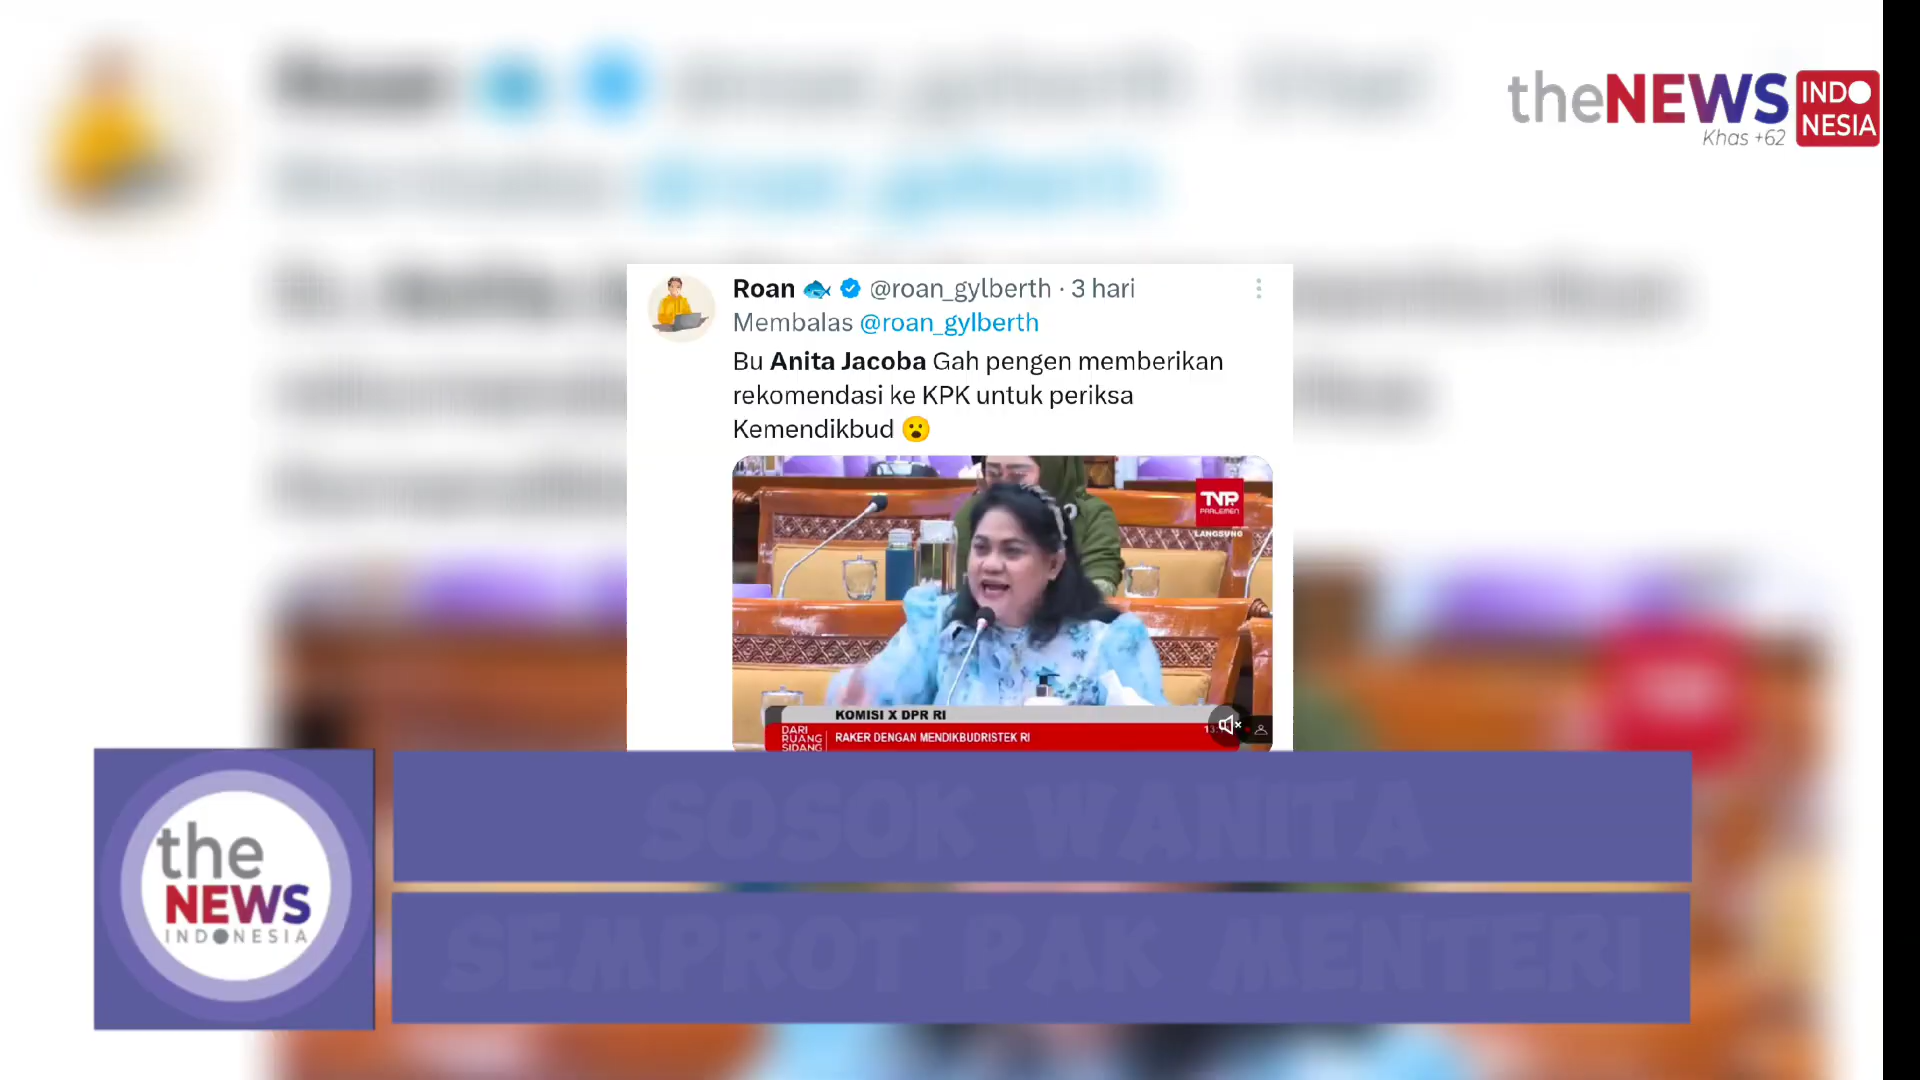 theNEWS INDONESIA
Khas +62
Roan @roan_gylberth · 3 hari
Membalas @roan_gylberth
Bu Anita Jacoba Gah pengen memberikan
rekomendasi ke KPK untuk periksa
Kemendikbud
TVR
PARLEMEN
LANGSUNG
KOMISI X DPR RI
DARI
RUANG
SIDANG
RAKER DENGAN MENDIKBUDRISTEK RI
the
NEWS
INDONESIA
SOSOK WANITA
SEMPROT PAK MENTERI